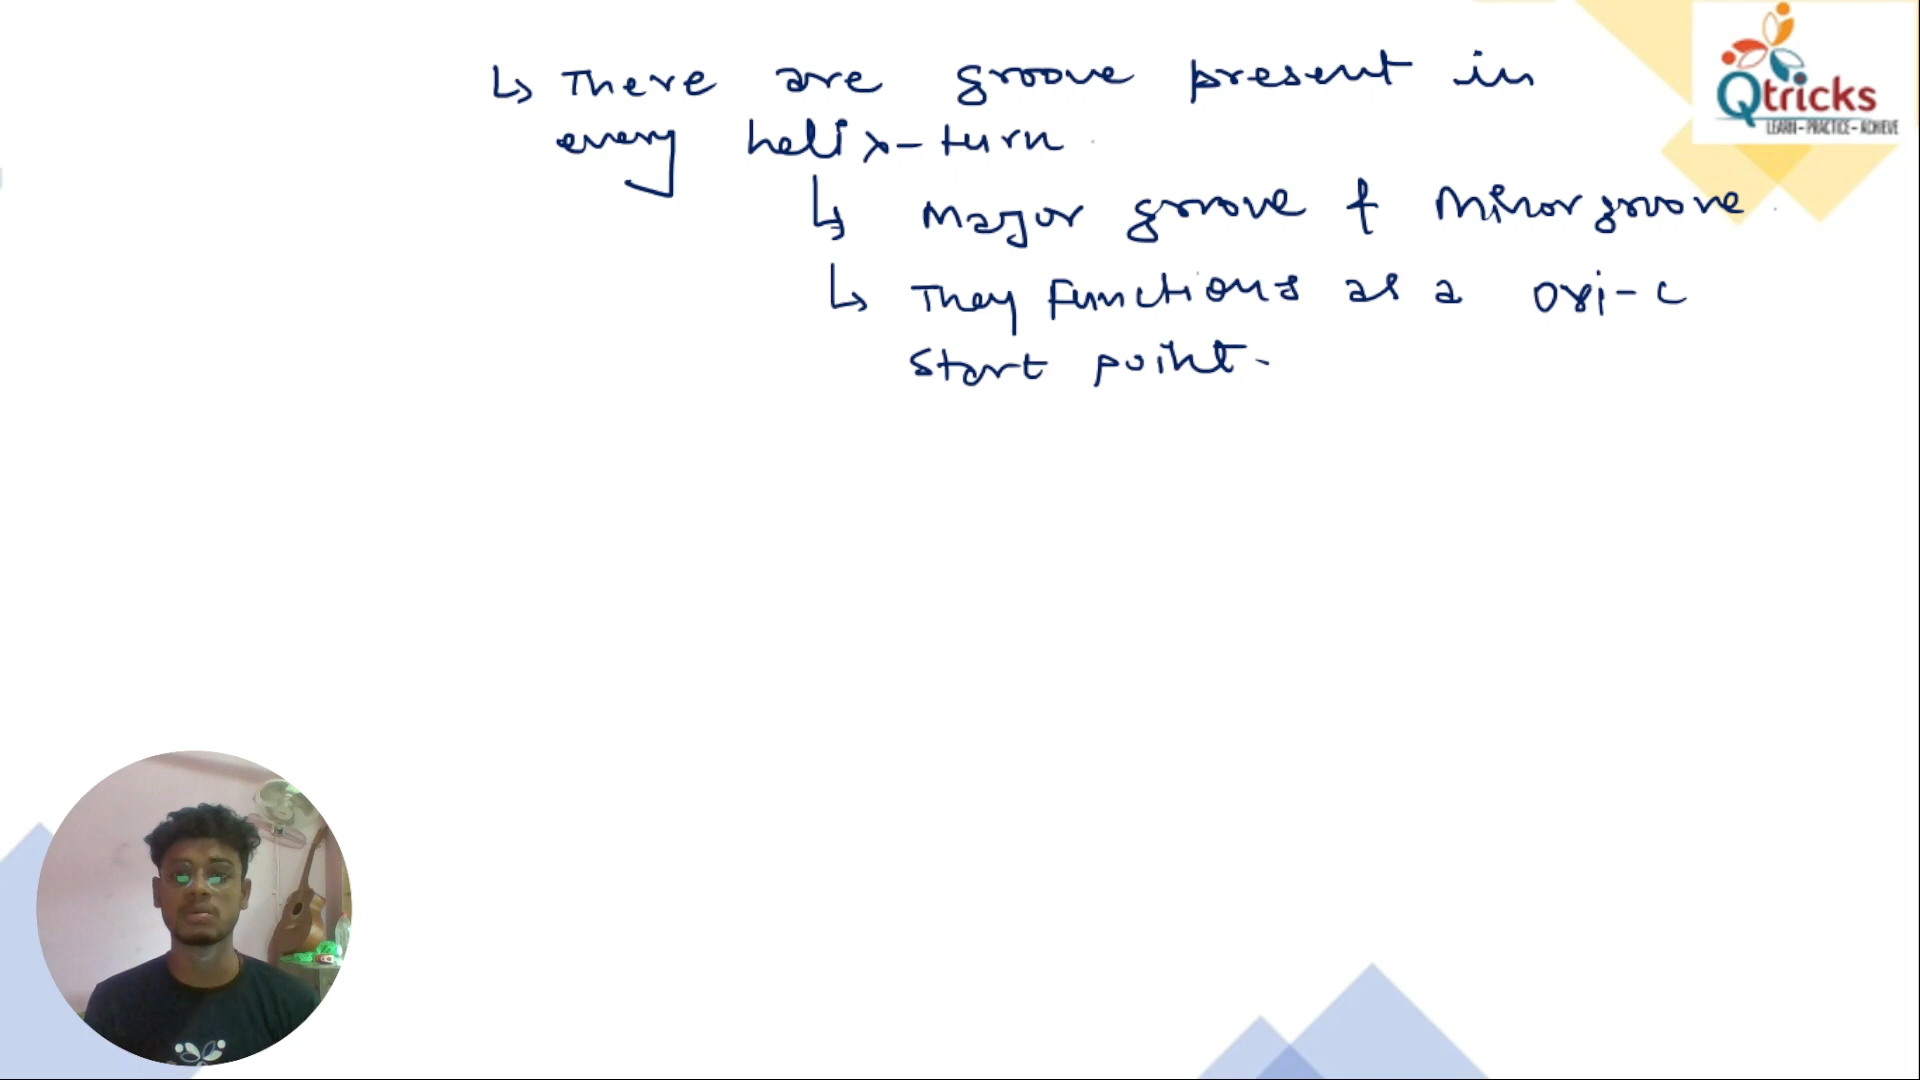 ↳ There are groove present in
every helix-turn.
↳ Major groove & Minor groove.
↳ They Functions as a ori-c
Start point-
Qtricks
LEARN-PRACTICE-ACHIEVE